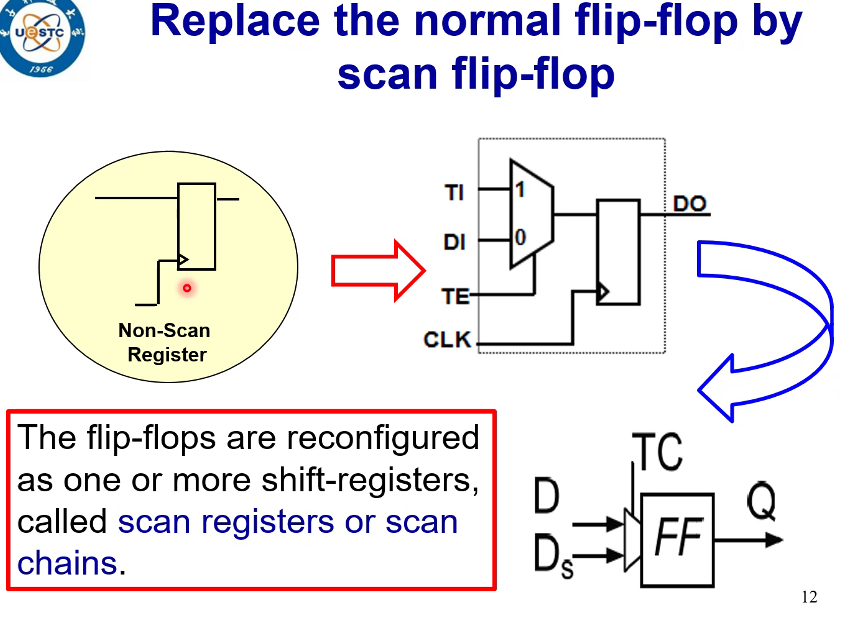 Replace the normal flip-flop by
scan flip-flop
UESTC
1956
TI
1
DI
0
TE
CLK
DO
Non-Scan
Register
The flip-flops are reconfigured
as one or more shift-registers,
called scan registers or scan
chains.
TC
D
Ds
FF
Q
12